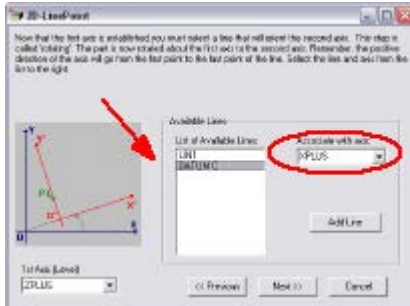 2D-LinePoint
Now that the first axis is established you must select a line that will orient the second axis. This step is
called 'rotating'. The part is now rotated about the first axis to the second axis. Remember, the positive
direction of the axis will go from the first point to the last point of the line. Select the line and axis from the
list to the right.
Available Lines
List of Available Lines:
Associate with axis:
LIN1
DATUMC
XPLUS
Add Line
1st Axis (Level)
ZPLUS
<< Previous
Next >>
Cancel